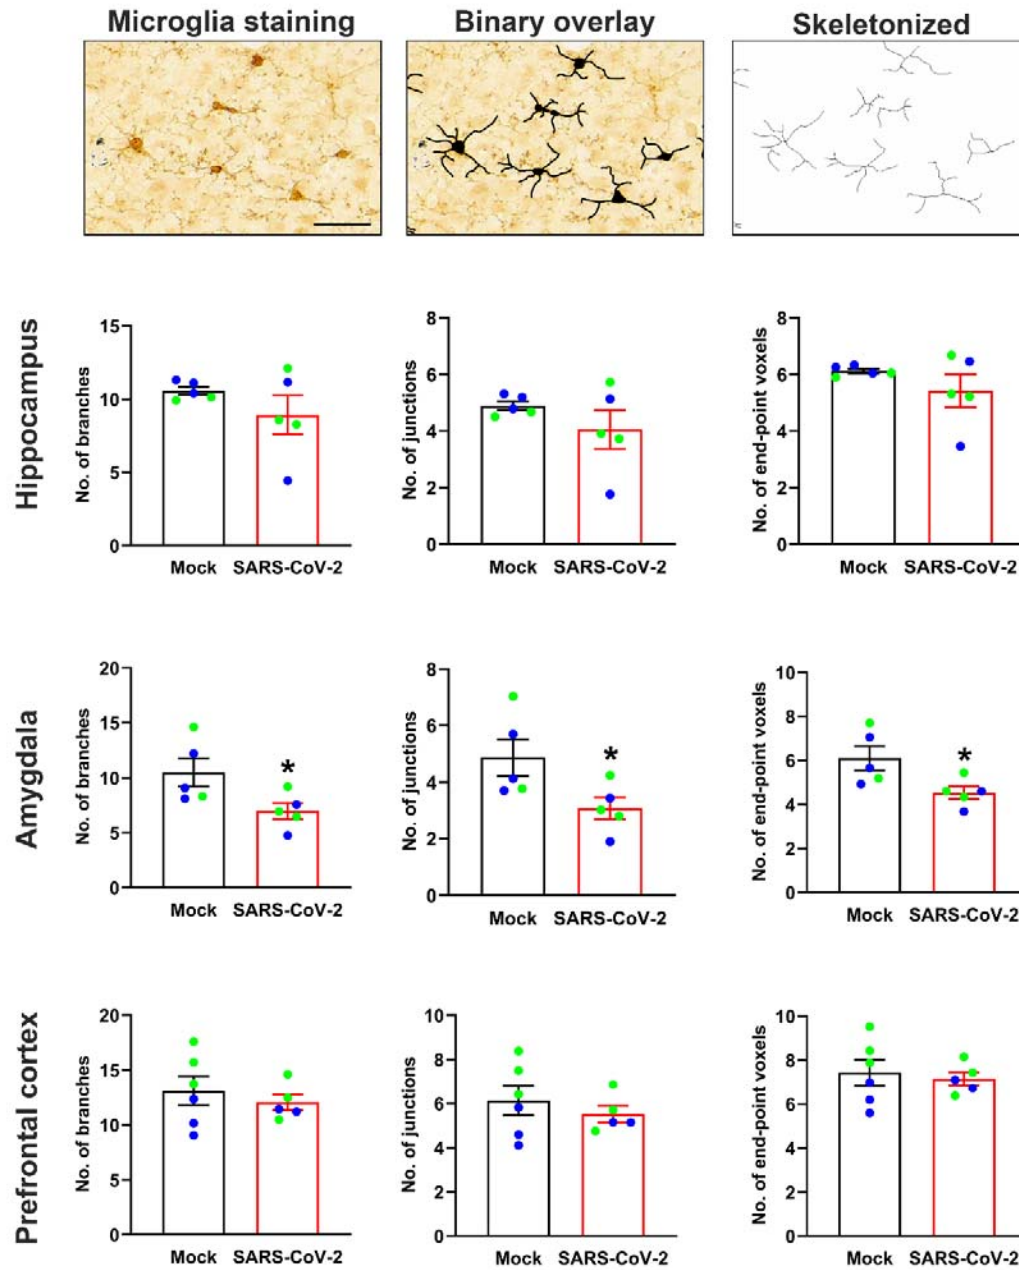 Microglia staining
Binary overlay
Skeletonized
Hippocampus
No. of branches
15
10
5
0
Mock
SARS-CoV-2
No. of junctions
8
6
4
2
0
Mock
SARS-CoV-2
No. of end-point voxels
8
6
4
2
0
Mock
SARS-CoV-2
Amygdala
No. of branches
20
15
10
5
0
*
Mock
SARS-CoV-2
No. of junctions
8
6
4
2
0
*
Mock
SARS-CoV-2
No. of end-point voxels
10
8
6
4
2
0
*
Mock
SARS-CoV-2
Prefrontal cortex
No. of branches
20
15
10
5
0
Mock
SARS-CoV-2
No. of junctions
10
8
6
4
2
0
Mock
SARS-CoV-2
No. of end-point voxels
10
8
6
4
2
0
Mock
SARS-CoV-2